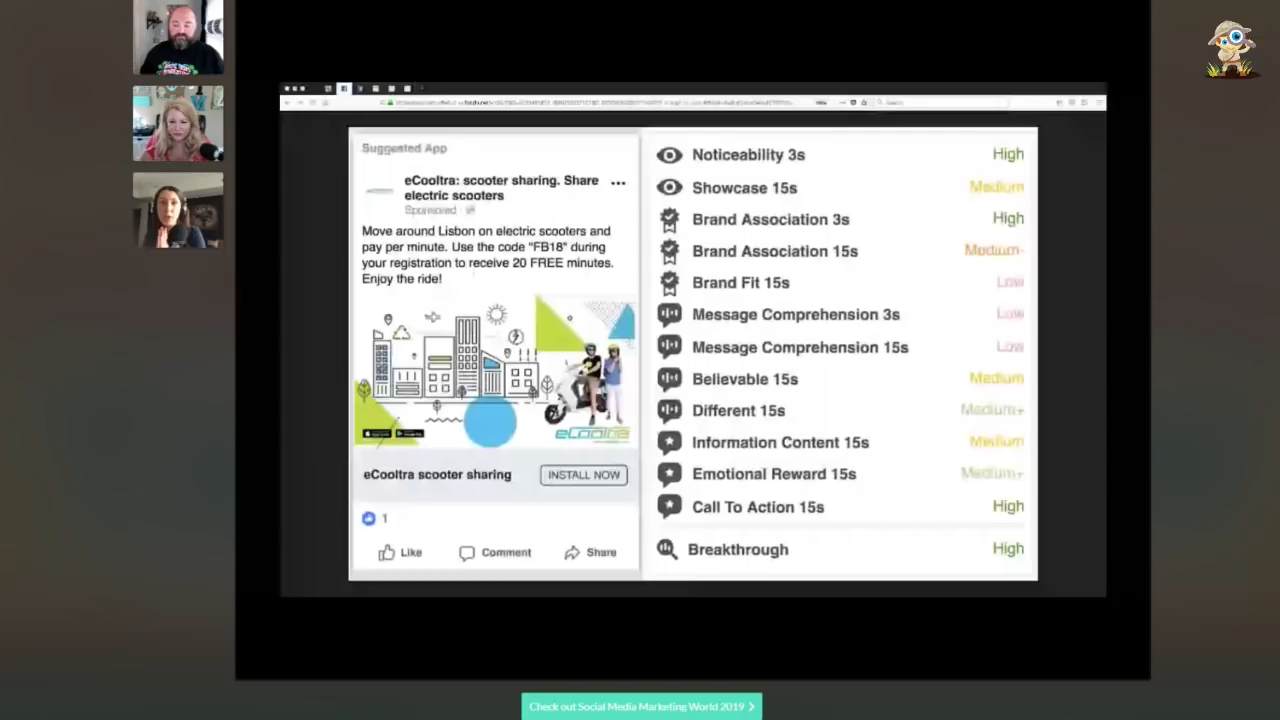 Suggested App
eCooltra: scooter sharing. Share
electric scooters
Sponsored
Move around Lisbon on electric scooters and
pay per minute. Use the code "FB18" during
your registration to receive 20 FREE minutes.
Enjoy the ride!
eCooltra
eCooltra scooter sharing
INSTALL NOW
1
Like
Comment
Share
Noticeability 3s High
Showcase 15s Medium
Brand Association 3s High
Brand Association 15s Medium-
Brand Fit 15s Low
Message Comprehension 3s Low
Message Comprehension 15s Low
Believable 15s Medium
Different 15s Medium+
Information Content 15s Medium
Emotional Reward 15s Medium+
Call To Action 15s High
Breakthrough High
Check out Social Media Marketing World 2019